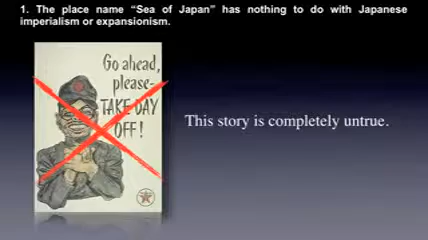 1. The place name “Sea of Japan” has nothing to do with Japanese
imperialism or expansionism.
Go ahead,
please-
TAKE DAY
OFF!
This story is completely untrue.